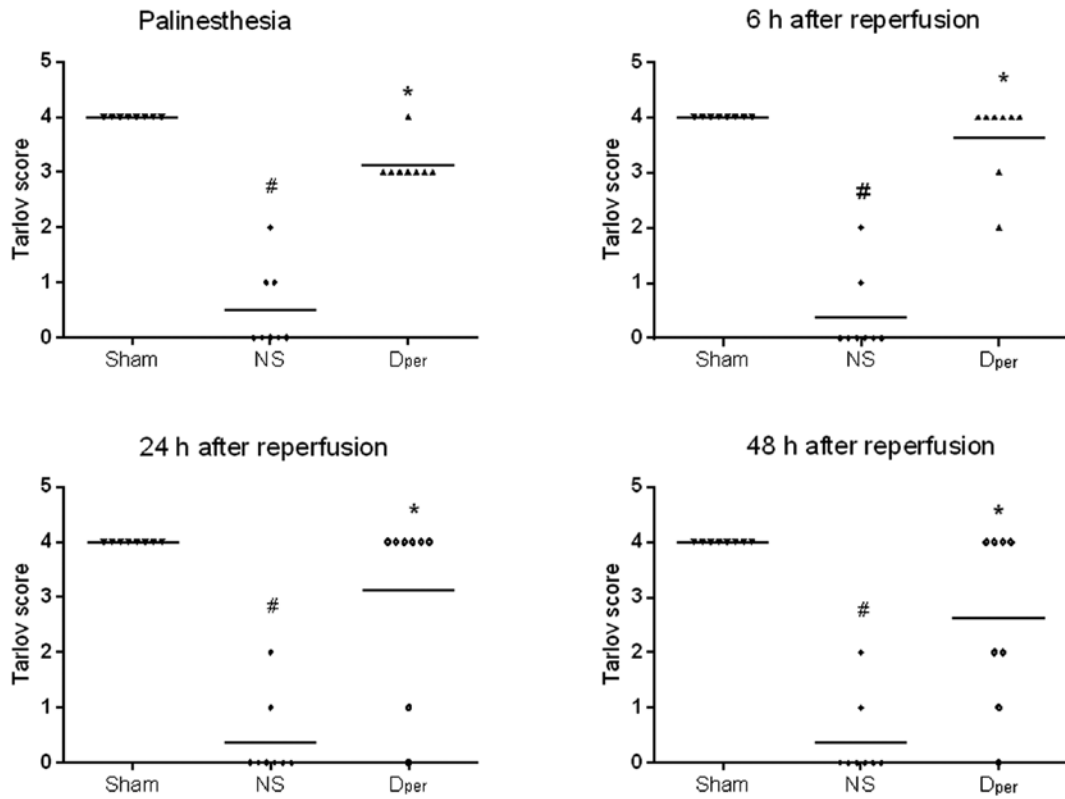 Palinesthesia
5
4
3
2
1
0
Tarlov score
#
*
Sham NS Dper
6 h after reperfusion
5
4
3
2
1
0
Tarlov score
#
*
Sham NS Dper
24 h after reperfusion
5
4
3
2
1
0
Tarlov score
#
*
Sham NS Dper
48 h after reperfusion
5
4
3
2
1
0
Tarlov score
#
*
Sham NS Dper